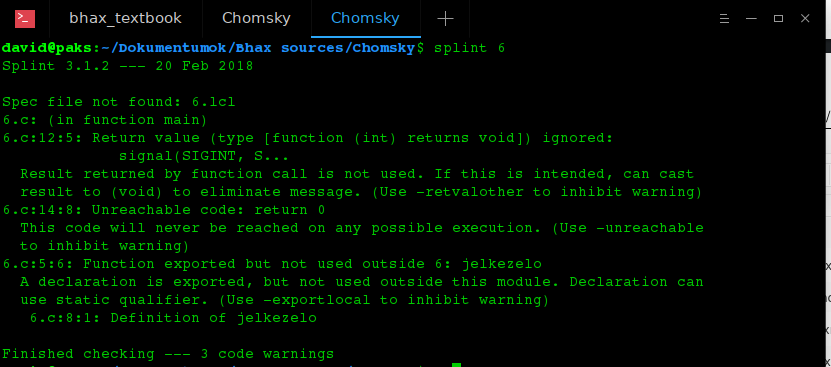 >_
bhax_textbook
Chomsky
Chomsky
david@paks:~/Dokumentumok/Bhax sources/Chomsky$ splint 6
Splint 3.1.2 --- 20 Feb 2018
Spec file not found: 6.lcl
6.c: (in function main)
6.c:12:5: Return value (type [function (int) returns void]) ignored:
signal(SIGINT, S...
Result returned by function call is not used. If this is intended, can cast
result to (void) to eliminate message. (Use -retvalother to inhibit warning)
6.c:14:8: Unreachable code: return 0
This code will never be reached on any possible execution. (Use -unreachable
to inhibit warning)
6.c:5:6: Function exported but not used outside 6: jelkezelo
A declaration is exported, but not used outside this module. Declaration can
use static qualifier. (Use -exportlocal to inhibit warning)
6.c:8:1: Definition of jelkezelo
Finished checking --- 3 code warnings